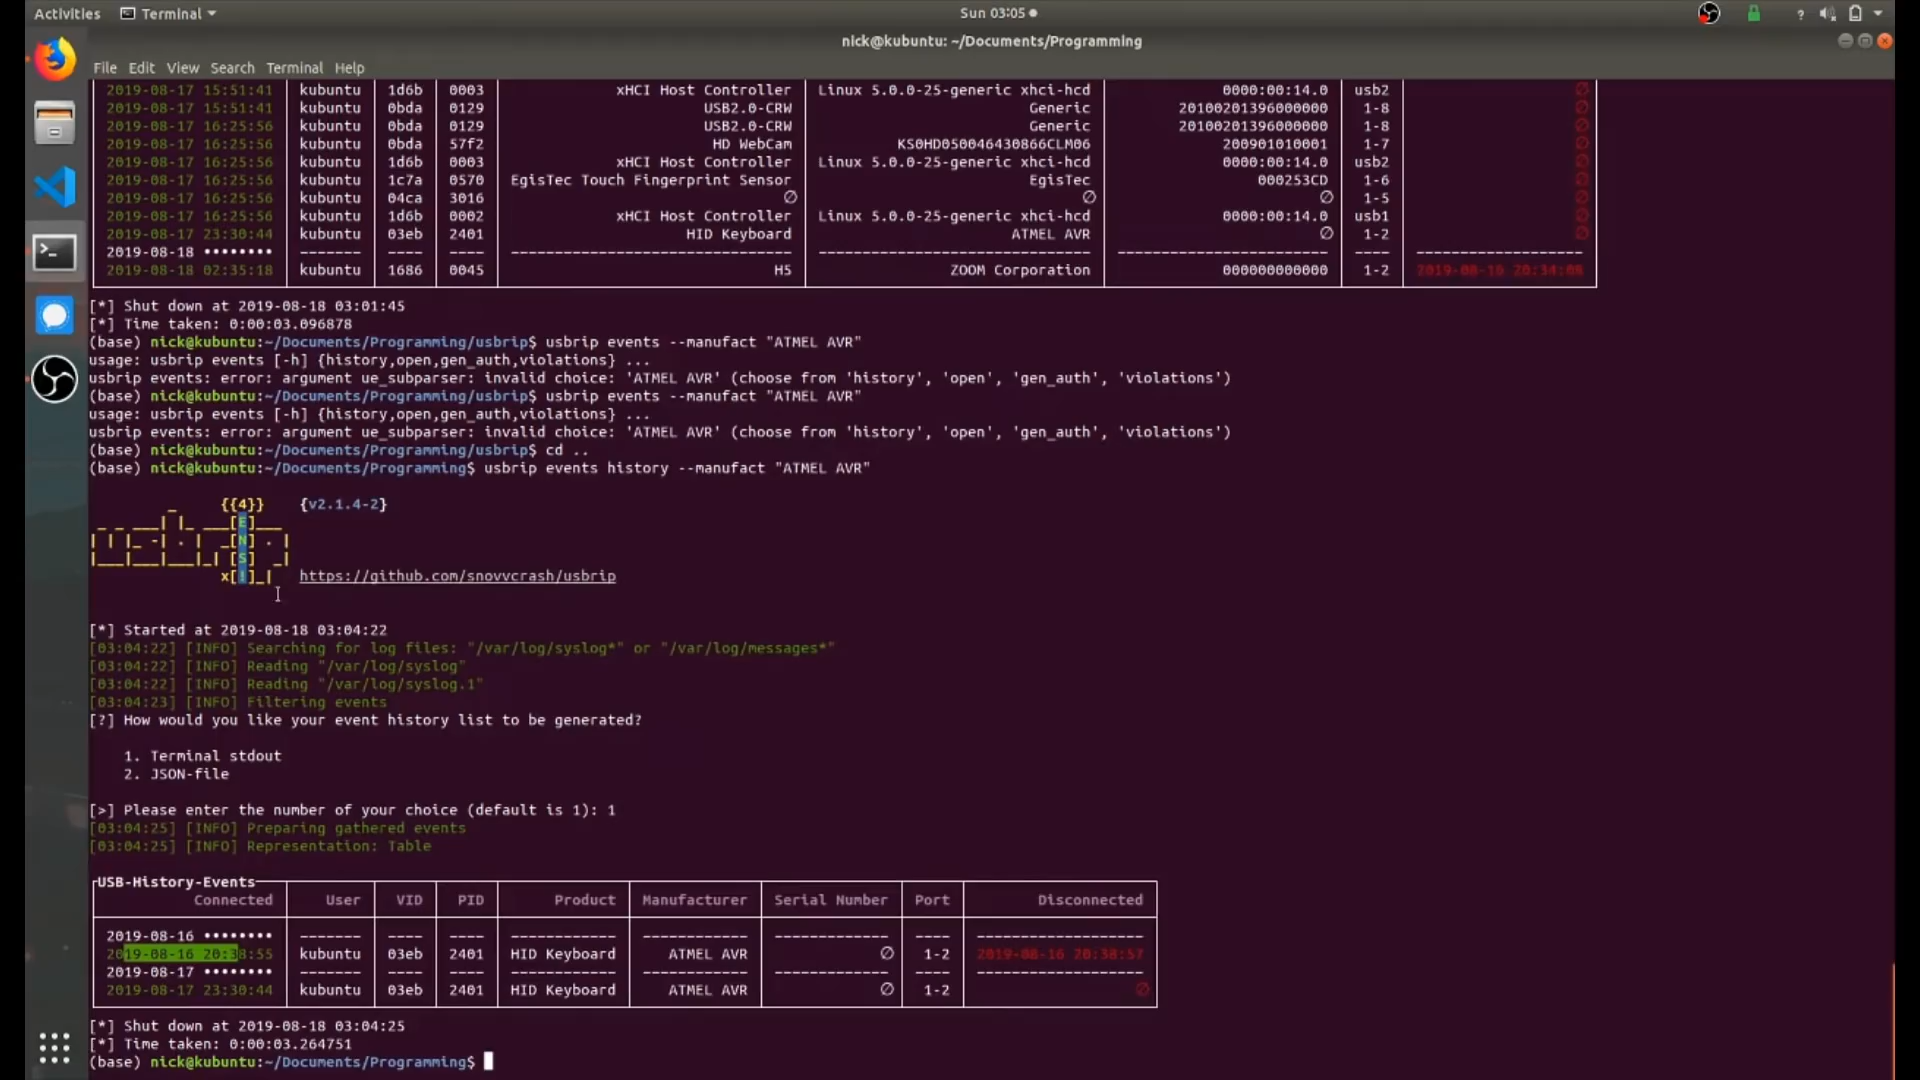 Activities Terminal Sun 03:05
nick@kubuntu: ~/Documents/Programming
File Edit View Search Terminal Help
2019-08-17 15:51:41 kubuntu 1d6b 0003 xHCI Host Controller Linux 5.0.0-25-generic xhci-hcd 0000:00:14.0 usb2 ∅
2019-08-17 15:51:41 kubuntu 0bda 0129 USB2.0-CRW Generic 20100201396000000 1-8 ∅
2019-08-17 16:25:56 kubuntu 0bda 0129 USB2.0-CRW Generic 20100201396000000 1-8 ∅
2019-08-17 16:25:56 kubuntu 0bda 57f2 HD WebCam KS0HD050046430866CLM06 200901010001 1-7 ∅
2019-08-17 16:25:56 kubuntu 1d6b 0003 xHCI Host Controller Linux 5.0.0-25-generic xhci-hcd 0000:00:14.0 usb2 ∅
2019-08-17 16:25:56 kubuntu 1c7a 0570 EgisTec Touch Fingerprint Sensor EgisTec 000253CD 1-6 ∅
2019-08-17 16:25:56 kubuntu 04ca 3016 ∅ ∅ ∅ 1-5 ∅
2019-08-17 16:25:56 kubuntu 1d6b 0002 xHCI Host Controller Linux 5.0.0-25-generic xhci-hcd 0000:00:14.0 usb1 ∅
2019-08-17 23:30:44 kubuntu 03eb 2401 HID Keyboard ATMEL AVR ∅ 1-2 ∅
2019-08-18 •••••••• ------- ---- ---- -------------------------------- ------------------------------- ----------------- ---- -------------------
2019-08-18 02:35:18 kubuntu 1686 0045 H5 ZOOM Corporation 000000000000 1-2 2019-08-16 20:34:08
[*] Shut down at 2019-08-18 03:01:45
[*] Time taken: 0:00:03.096878
(base) nick@kubuntu:~/Documents/Programming/usbrip$ usbrip events --manufact "ATMEL AVR"
usage: usbrip events [-h] {history,open,gen_auth,violations} ...
usbrip events: error: argument ue_subparser: invalid choice: 'ATMEL AVR' (choose from 'history', 'open', 'gen_auth', 'violations')
(base) nick@kubuntu:~/Documents/Programming/usbrip$ usbrip events --manufact "ATMEL AVR"
usage: usbrip events [-h] {history,open,gen_auth,violations} ...
usbrip events: error: argument ue_subparser: invalid choice: 'ATMEL AVR' (choose from 'history', 'open', 'gen_auth', 'violations')
(base) nick@kubuntu:~/Documents/Programming/usbrip$ cd ..
(base) nick@kubuntu:~/Documents/Programming$ usbrip events history --manufact "ATMEL AVR"
{{4}} {v2.1.4-2}
usbrip
[E]
[N]
[S]
x[I] https://github.com/snovvcrash/usbrip
[*] Started at 2019-08-18 03:04:22
[03:04:22] [INFO] Searching for log files: "/var/log/syslog*" or "/var/log/messages*"
[03:04:22] [INFO] Reading "/var/log/syslog"
[03:04:22] [INFO] Reading "/var/log/syslog.1"
[03:04:23] [INFO] Filtering events
[?] How would you like your event history list to be generated?
1. Terminal stdout
2. JSON-file
[>] Please enter the number of your choice (default is 1): 1
[03:04:25] [INFO] Preparing gathered events
[03:04:25] [INFO] Representation: Table
USB-History-Events
Connected User VID PID Product Manufacturer Serial Number Port Disconnected
2019-08-16 •••••••• ------- ---- ---- ------------ ------------ ------------- ---- -------------------
2019-08-16 20:38:55 kubuntu 03eb 2401 HID Keyboard ATMEL AVR ∅ 1-2 2019-08-16 20:38:57
2019-08-17 •••••••• ------- ---- ---- ------------ ------------ ------------- ---- -------------------
2019-08-17 23:30:44 kubuntu 03eb 2401 HID Keyboard ATMEL AVR ∅ 1-2 ∅
[*] Shut down at 2019-08-18 03:04:25
[*] Time taken: 0:00:03.264751
(base) nick@kubuntu:~/Documents/Programming$